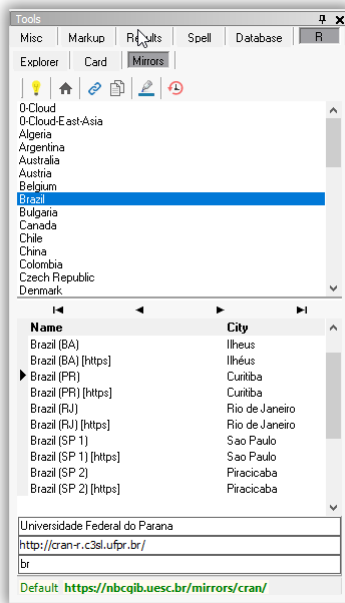 Tools
Misc Markup Results Spell Database R
Explorer Card Mirrors
0-Cloud
0-Cloud-East-Asia
Algeria
Argentina
Australia
Austria
Belgium
Brazil
Bulgaria
Canada
Chile
China
Colombia
Czech Republic
Denmark
Name City
Brazil (BA) Ilheus
Brazil (BA) [https] Ilhéus
Brazil (PR) Curitiba
Brazil (PR) [https] Curitiba
Brazil (RJ) Rio de Janeiro
Brazil (RJ) [https] Rio de Janeiro
Brazil (SP 1) Sao Paulo
Brazil (SP 1) [https] Sao Paulo
Brazil (SP 2) Piracicaba
Brazil (SP 2) [https] Piracicaba
Universidade Federal do Parana
http://cran-r.c3sl.ufpr.br/
br
Default https://nbcgib.uesc.br/mirrors/cran/